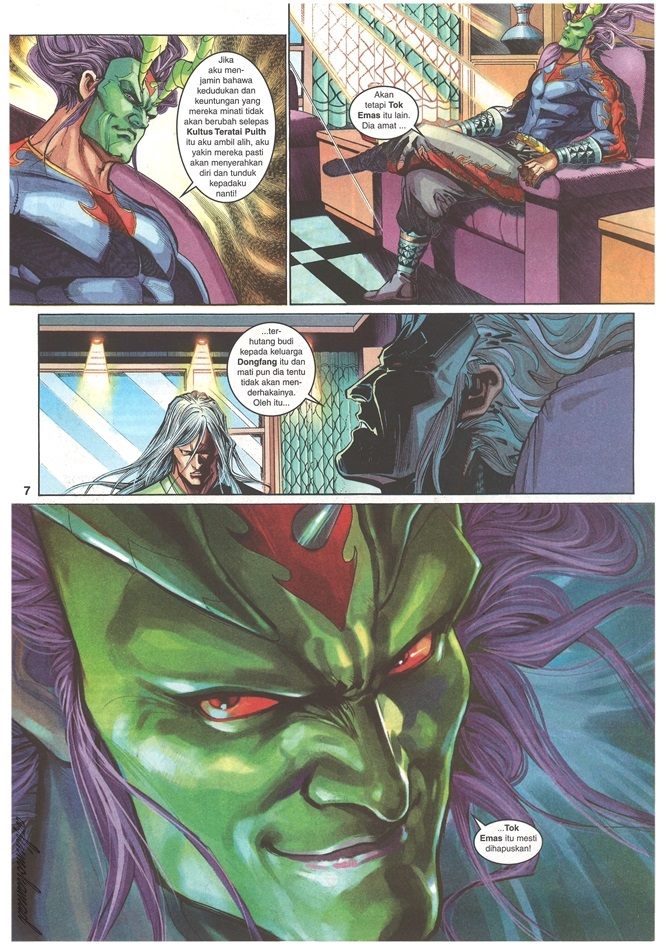 Jika
aku men-
jamin bahawa
kedudukan dan
keuntungan yang
mereka minati tidak
akan berubah selepas
Kultus Teratai Puith
itu aku ambil alih, aku
yakin mereka pasti
akan menyerahkan
diri dan tunduk
kepadaku
nanti!
Akan
tetapi Tok
Emas itu lain.
Dia amat ...
...ter-
hutang budi
kepada keluarga
Dongfang itu dan
mati pun dia tentu
tidak akan men-
derhakainya.
Oleh itu...
7
...Tok
Emas itu mesti
dihapuskan!